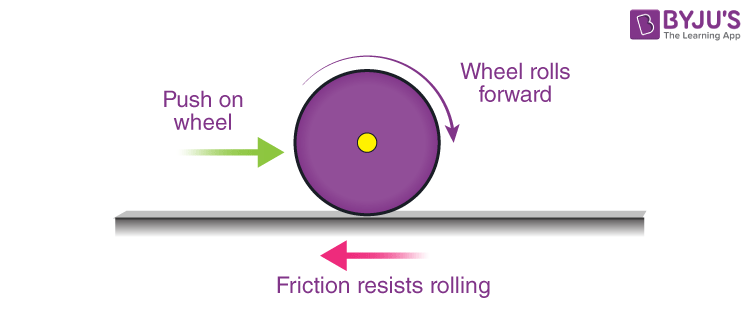 BYJU'S
The Learning App
Wheel rolls
forward
Push on
wheel
Friction resists rolling